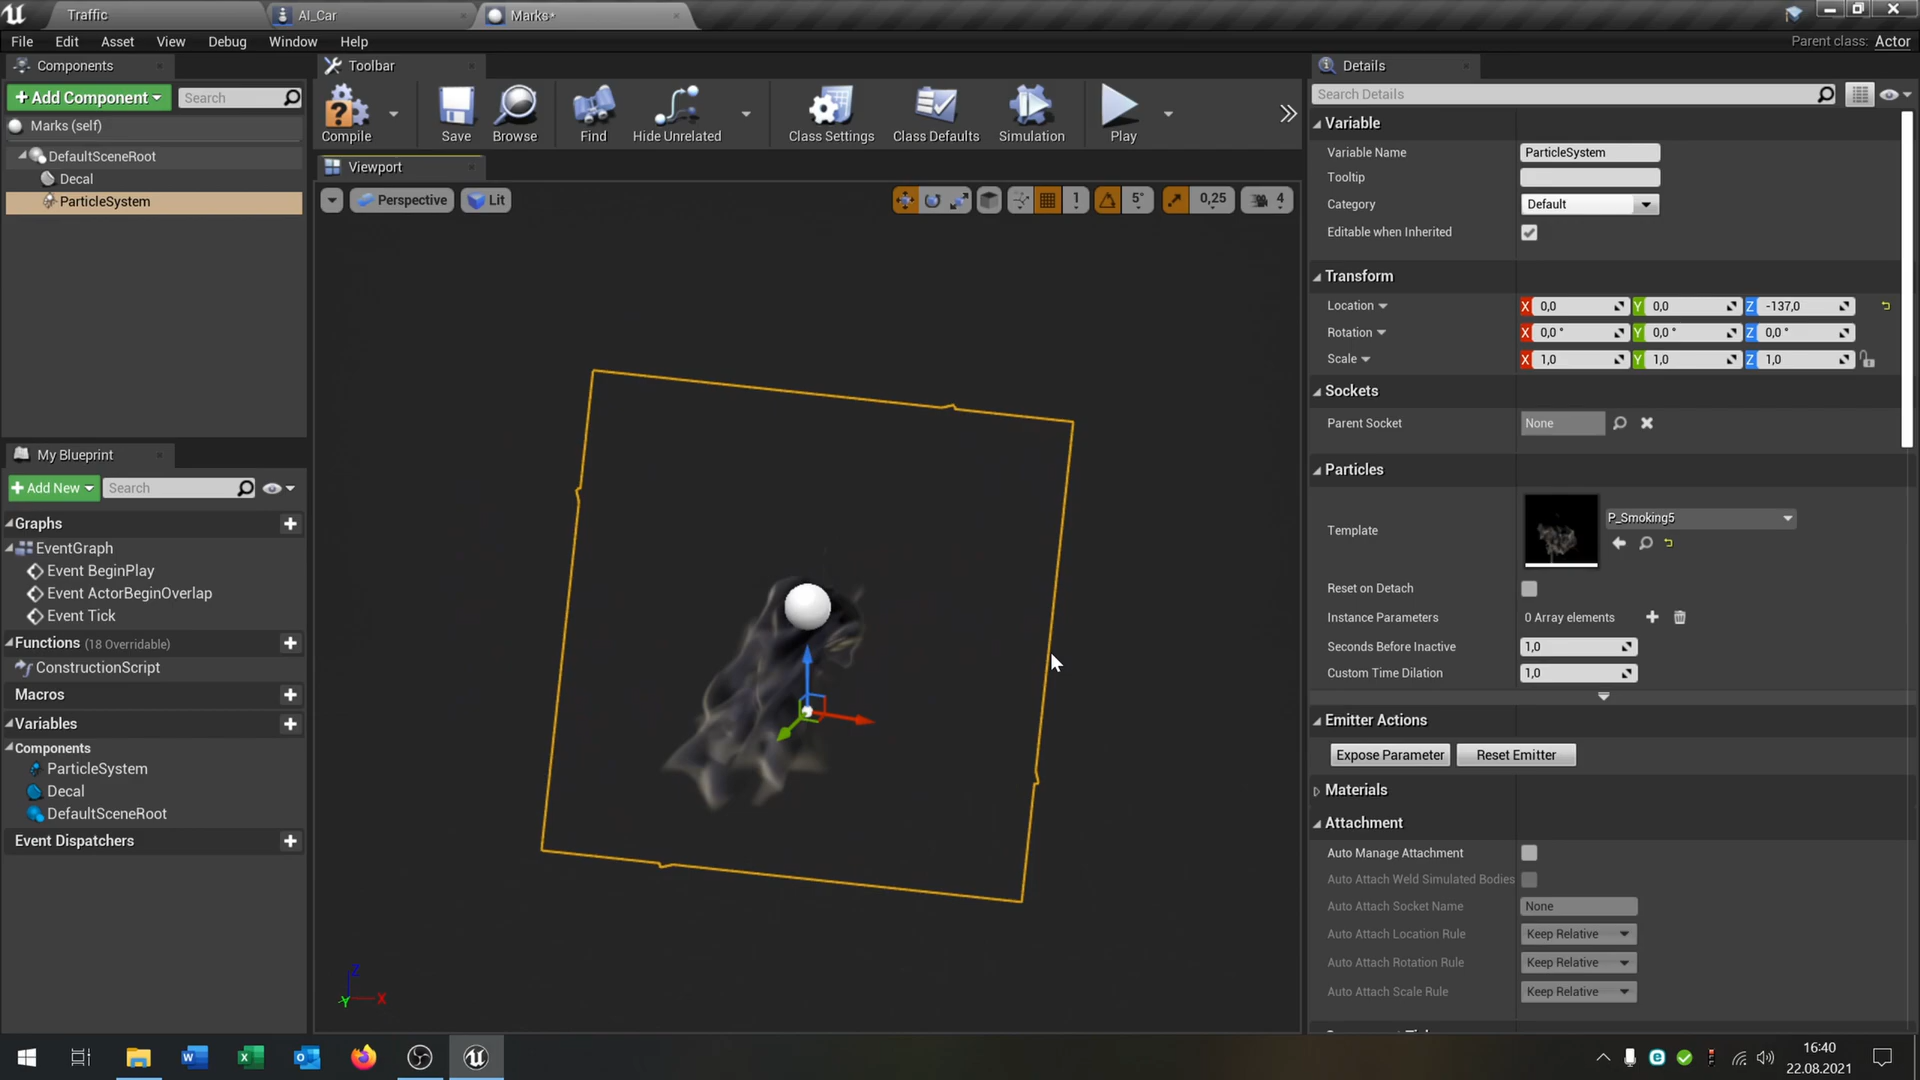 Traffic
AI_Car
Marks*
File Edit Asset View Debug Window Help
Parent class: Actor
Components
+ Add Component
Search
Marks (self)
DefaultSceneRoot
Decal
ParticleSystem
My Blueprint
+ Add New
Search
Graphs
EventGraph
Event BeginPlay
Event ActorBeginOverlap
Event Tick
Functions (18 Overridable)
ConstructionScript
Macros
Variables
Components
ParticleSystem
Decal
DefaultSceneRoot
Event Dispatchers
Toolbar
Compile Save Browse Find Hide Unrelated Class Settings Class Defaults Simulation Play
Viewport
Perspective Lit
1 5° 0,25 4
Z
X
Y
Details
Search Details
Variable
Variable Name ParticleSystem
Tooltip
Category Default
Editable when Inherited
Transform
Location X 0,0 Y 0,0 Z -137,0
Rotation X 0,0 ° Y 0,0 ° Z 0,0 °
Scale X 1,0 Y 1,0 Z 1,0
Sockets
Parent Socket None
Particles
Template P_Smoking5
Reset on Detach
Instance Parameters 0 Array elements
Seconds Before Inactive 1,0
Custom Time Dilation 1,0
Emitter Actions
Expose Parameter Reset Emitter
Materials
Attachment
Auto Manage Attachment
Auto Attach Weld Simulated Bodies
Auto Attach Socket Name None
Auto Attach Location Rule Keep Relative
Auto Attach Rotation Rule Keep Relative
Auto Attach Scale Rule Keep Relative
16:40
22.08.2021